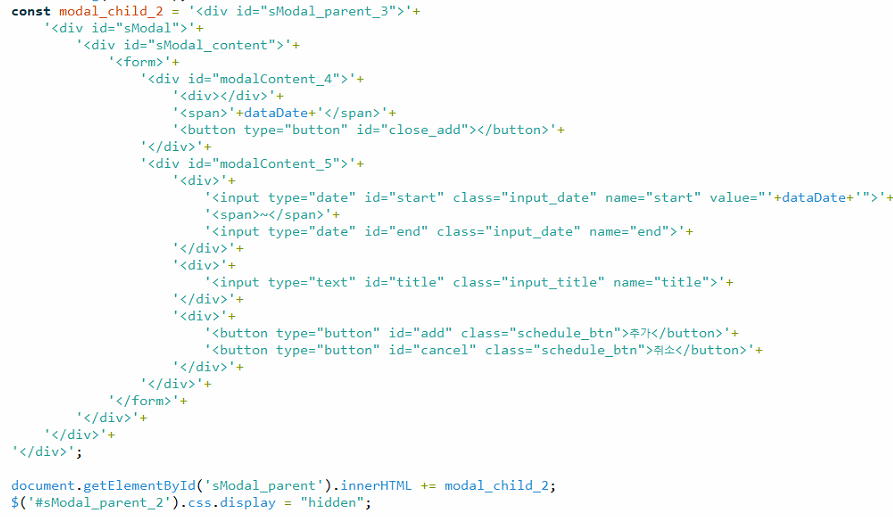 const modal_child_2 = '<div id="sModal_parent_3">'+
'<div id="sModal">'+
'<div id="sModal_content">'+
'<form>'+
'<div id="modalContent_4">'+
'<div></div>'+
'<span>'+dataDate+'</span>'+
'<button type="button" id="close_add"></button>'+
'</div>'+
'<div id="modalContent_5">'+
'<div>'+
'<input type="date" id="start" class="input_date" name="start" value="'+dataDate+'">'+
'<span>~</span>'+
'<input type="date" id="end" class="input_date" name="end">'+
'</div>'+
'<div>'+
'<input type="text" id="title" class="input_title" name="title">'+
'</div>'+
'<div>'+
'<button type="button" id="add" class="schedule_btn">추가</button>'+
'<button type="button" id="cancel" class="schedule_btn">취소</button>'+
'</div>'+
'</div>'+
'</form>'+
'</div>'+
'</div>'+
'</div>';
document.getElementById('sModal_parent').innerHTML += modal_child_2;
$('#sModal_parent_2').css.display = "hidden";